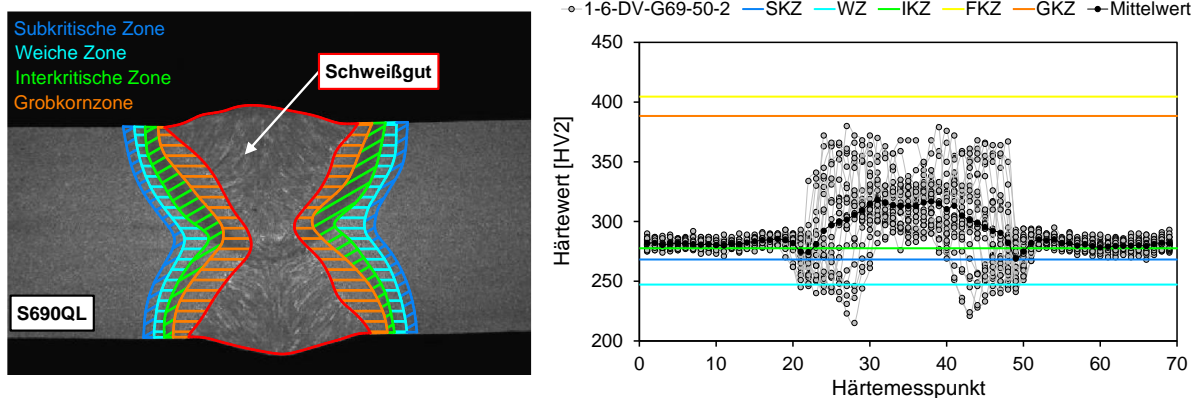 Subkritische Zone
Weiche Zone
Interkritische Zone
Grobkornzone
Schweißgut
S690QL
1-6-DV-G69-50-2 SKZ WZ IKZ FKZ GKZ Mittelwert
Härtewert [HV2]
450
400
350
300
250
200
0 10 20 30 40 50 60 70
Härtemesspunkt